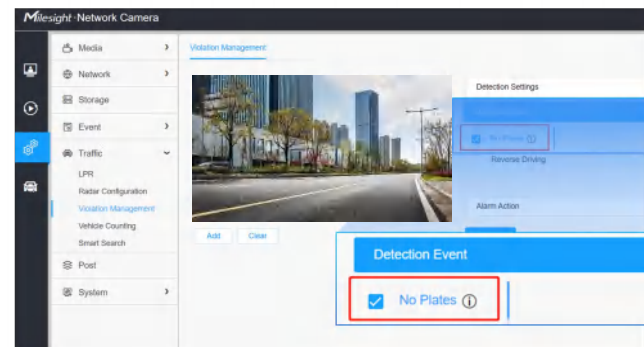 Milesight·Network Camera
Media
Network
Storage
Event
Traffic
LPR
Radar Configuration
Violation Management
Vehicle Counting
Smart Search
Post
System
Violation Management
Add
Clear
Detection Settings
No Plates
Reverse Driving
Alarm Action
Detection Event
No Plates